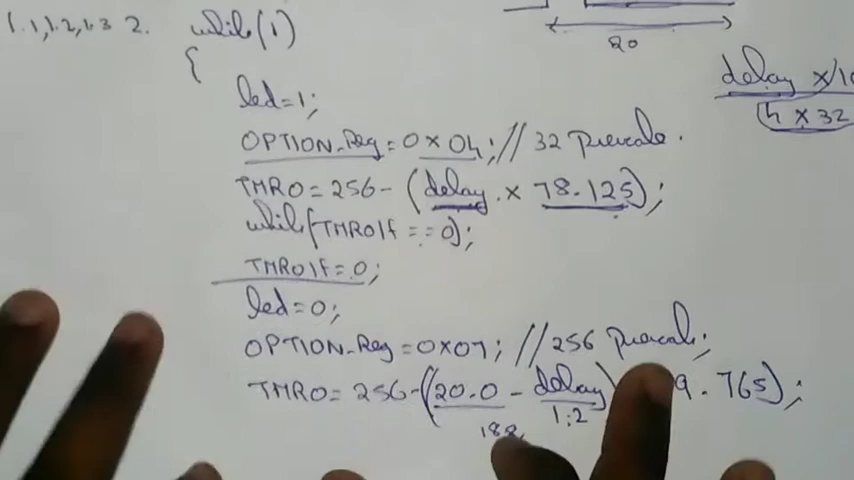 1.1,1.2,1.3 2.
while(1)
20
{
led=1;
delay x/10
4 x 32
OPTION_Reg=0x04; // 32 prescale.
TMR0=256-(delay. x 78.125);
while(TMR0If==0);
TMR0If=0;
led=0;
OPTION_Reg=0x07; // 256 prescale.
TMR0=256-((20.0-delay) 9.765);
1.2
188